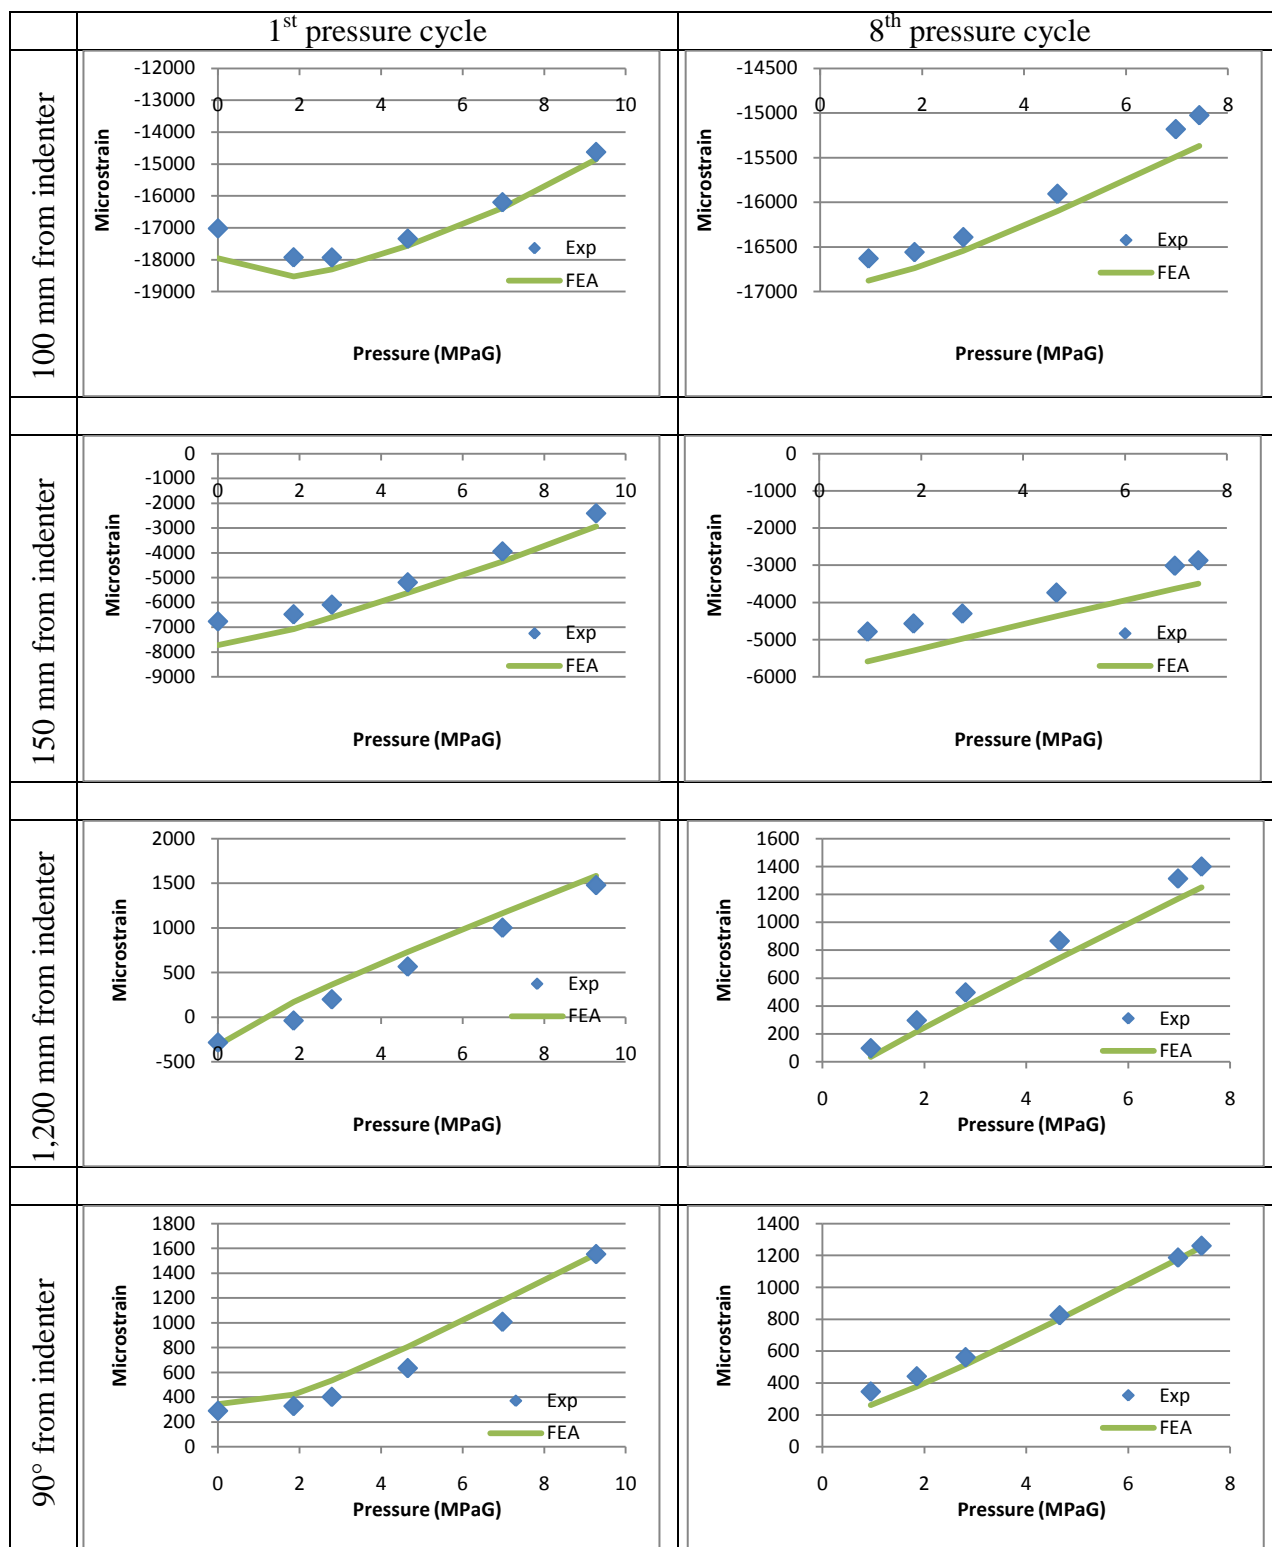 1st pressure cycle
8th pressure cycle
100 mm from indenter
-12000
-13000
-14000
-15000
-16000
-17000
-18000
-19000
0 2 4 6 8 10
Microstrain
Exp
FEA
Pressure (MPaG)
-14500
-15000
-15500
-16000
-16500
-17000
0 2 4 6 8
Microstrain
Exp
FEA
Pressure (MPaG)
150 mm from indenter
0
-1000
-2000
-3000
-4000
-5000
-6000
-7000
-8000
-9000
0 2 4 6 8 10
Microstrain
Exp
FEA
Pressure (MPaG)
0
-1000
-2000
-3000
-4000
-5000
-6000
0 2 4 6 8
Microstrain
Exp
FEA
Pressure (MPaG)
1,200 mm from indenter
2000
1500
1000
500
0
-500
0 2 4 6 8 10
Microstrain
Exp
FEA
Pressure (MPaG)
1600
1400
1200
1000
800
600
400
200
0
0 2 4 6 8
Microstrain
Exp
FEA
Pressure (MPaG)
90° from indenter
1800
1600
1400
1200
1000
800
600
400
200
0
0 2 4 6 8 10
Microstrain
Exp
FEA
Pressure (MPaG)
1400
1200
1000
800
600
400
200
0
0 2 4 6 8
Microstrain
Exp
FEA
Pressure (MPaG)